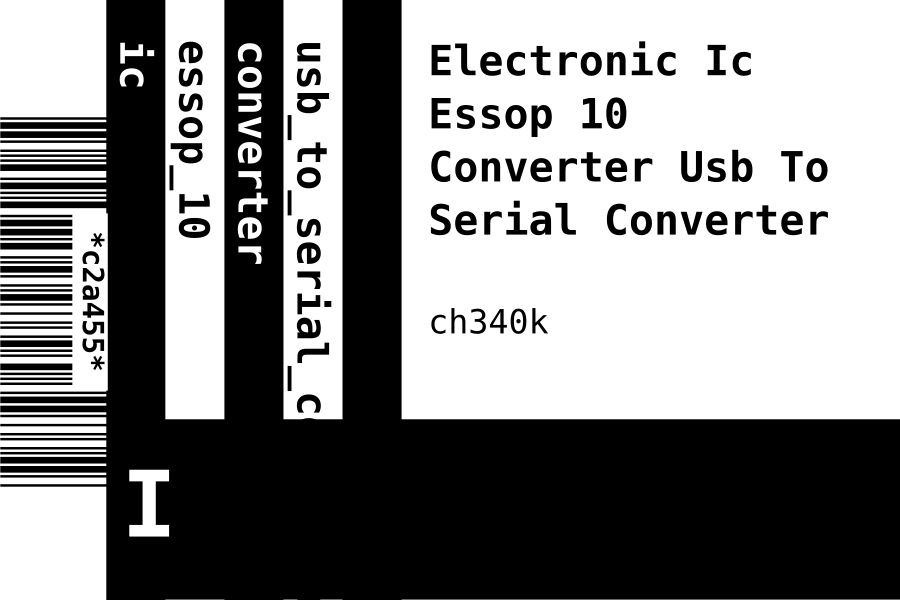 *c2a455*
ic
essop_10
converter
usb_to_serial_c
I
Electronic Ic
Essop 10
Converter Usb To
Serial Converter
ch340k